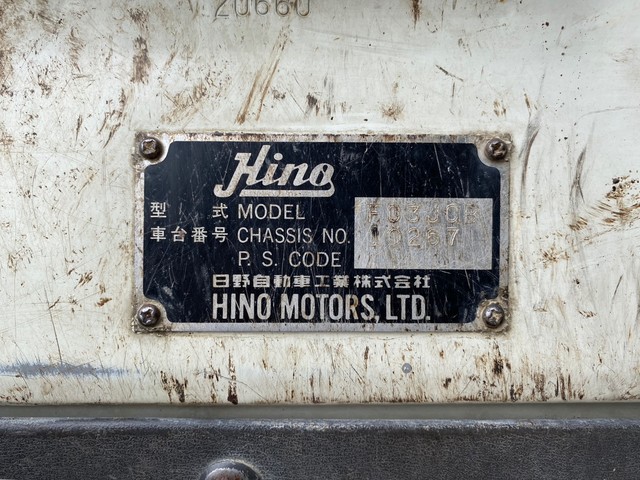 20660
Hino
型式 MODEL
車台番号 CHASSIS NO. 10267
P. S. CODE
日野自動車工業株式会社
HINO MOTORS, LTD.